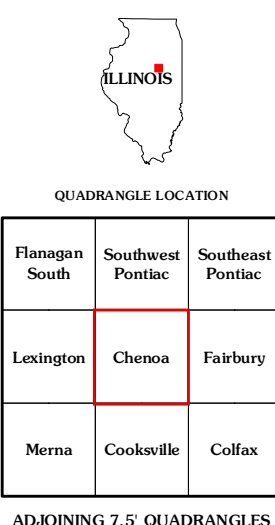 ILLINOIS
QUADRANGLE LOCATION
Flanagan South
Southwest Pontiac
Southeast Pontiac
Lexington
Chenoa
Fairbury
Merna
Cooksville
Colfax
ADJOINING 7.5' QUADRANGLES